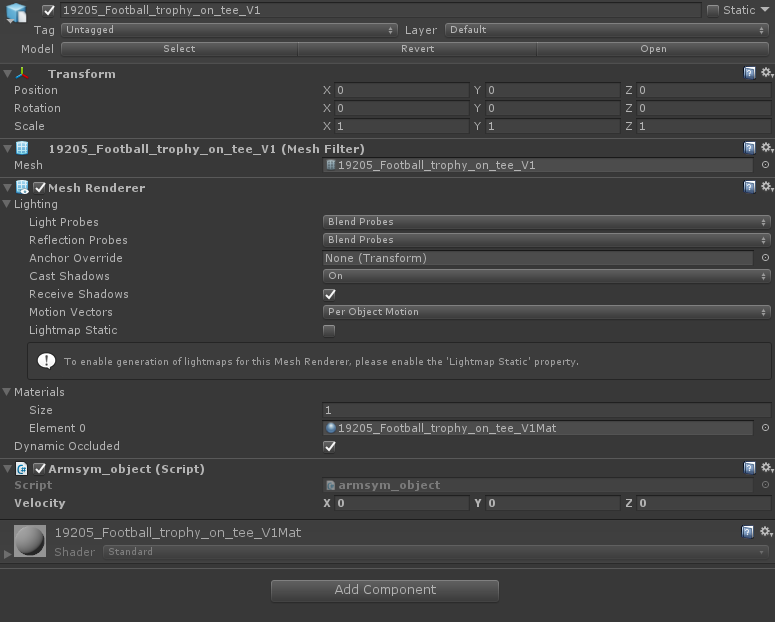 19205_Football_trophy_on_tee_V1 Static
Tag Untagged Layer Default
Model Select Revert Open
Transform
Position X 0 Y 0 Z 0
Rotation X 0 Y 0 Z 0
Scale X 1 Y 1 Z 1
19205_Football_trophy_on_tee_V1 (Mesh Filter)
Mesh 19205_Football_trophy_on_tee_V1
Mesh Renderer
Lighting
Light Probes Blend Probes
Reflection Probes Blend Probes
Anchor Override None (Transform)
Cast Shadows On
Receive Shadows
Motion Vectors Per Object Motion
Lightmap Static
To enable generation of lightmaps for this Mesh Renderer, please enable the 'Lightmap Static' property.
Materials
Size 1
Element 0 19205_Football_trophy_on_tee_V1Mat
Dynamic Occluded
Armsym_object (Script)
Script armsym_object
Velocity X 0 Y 0 Z 0
19205_Football_trophy_on_tee_V1Mat
Shader Standard
Add Component